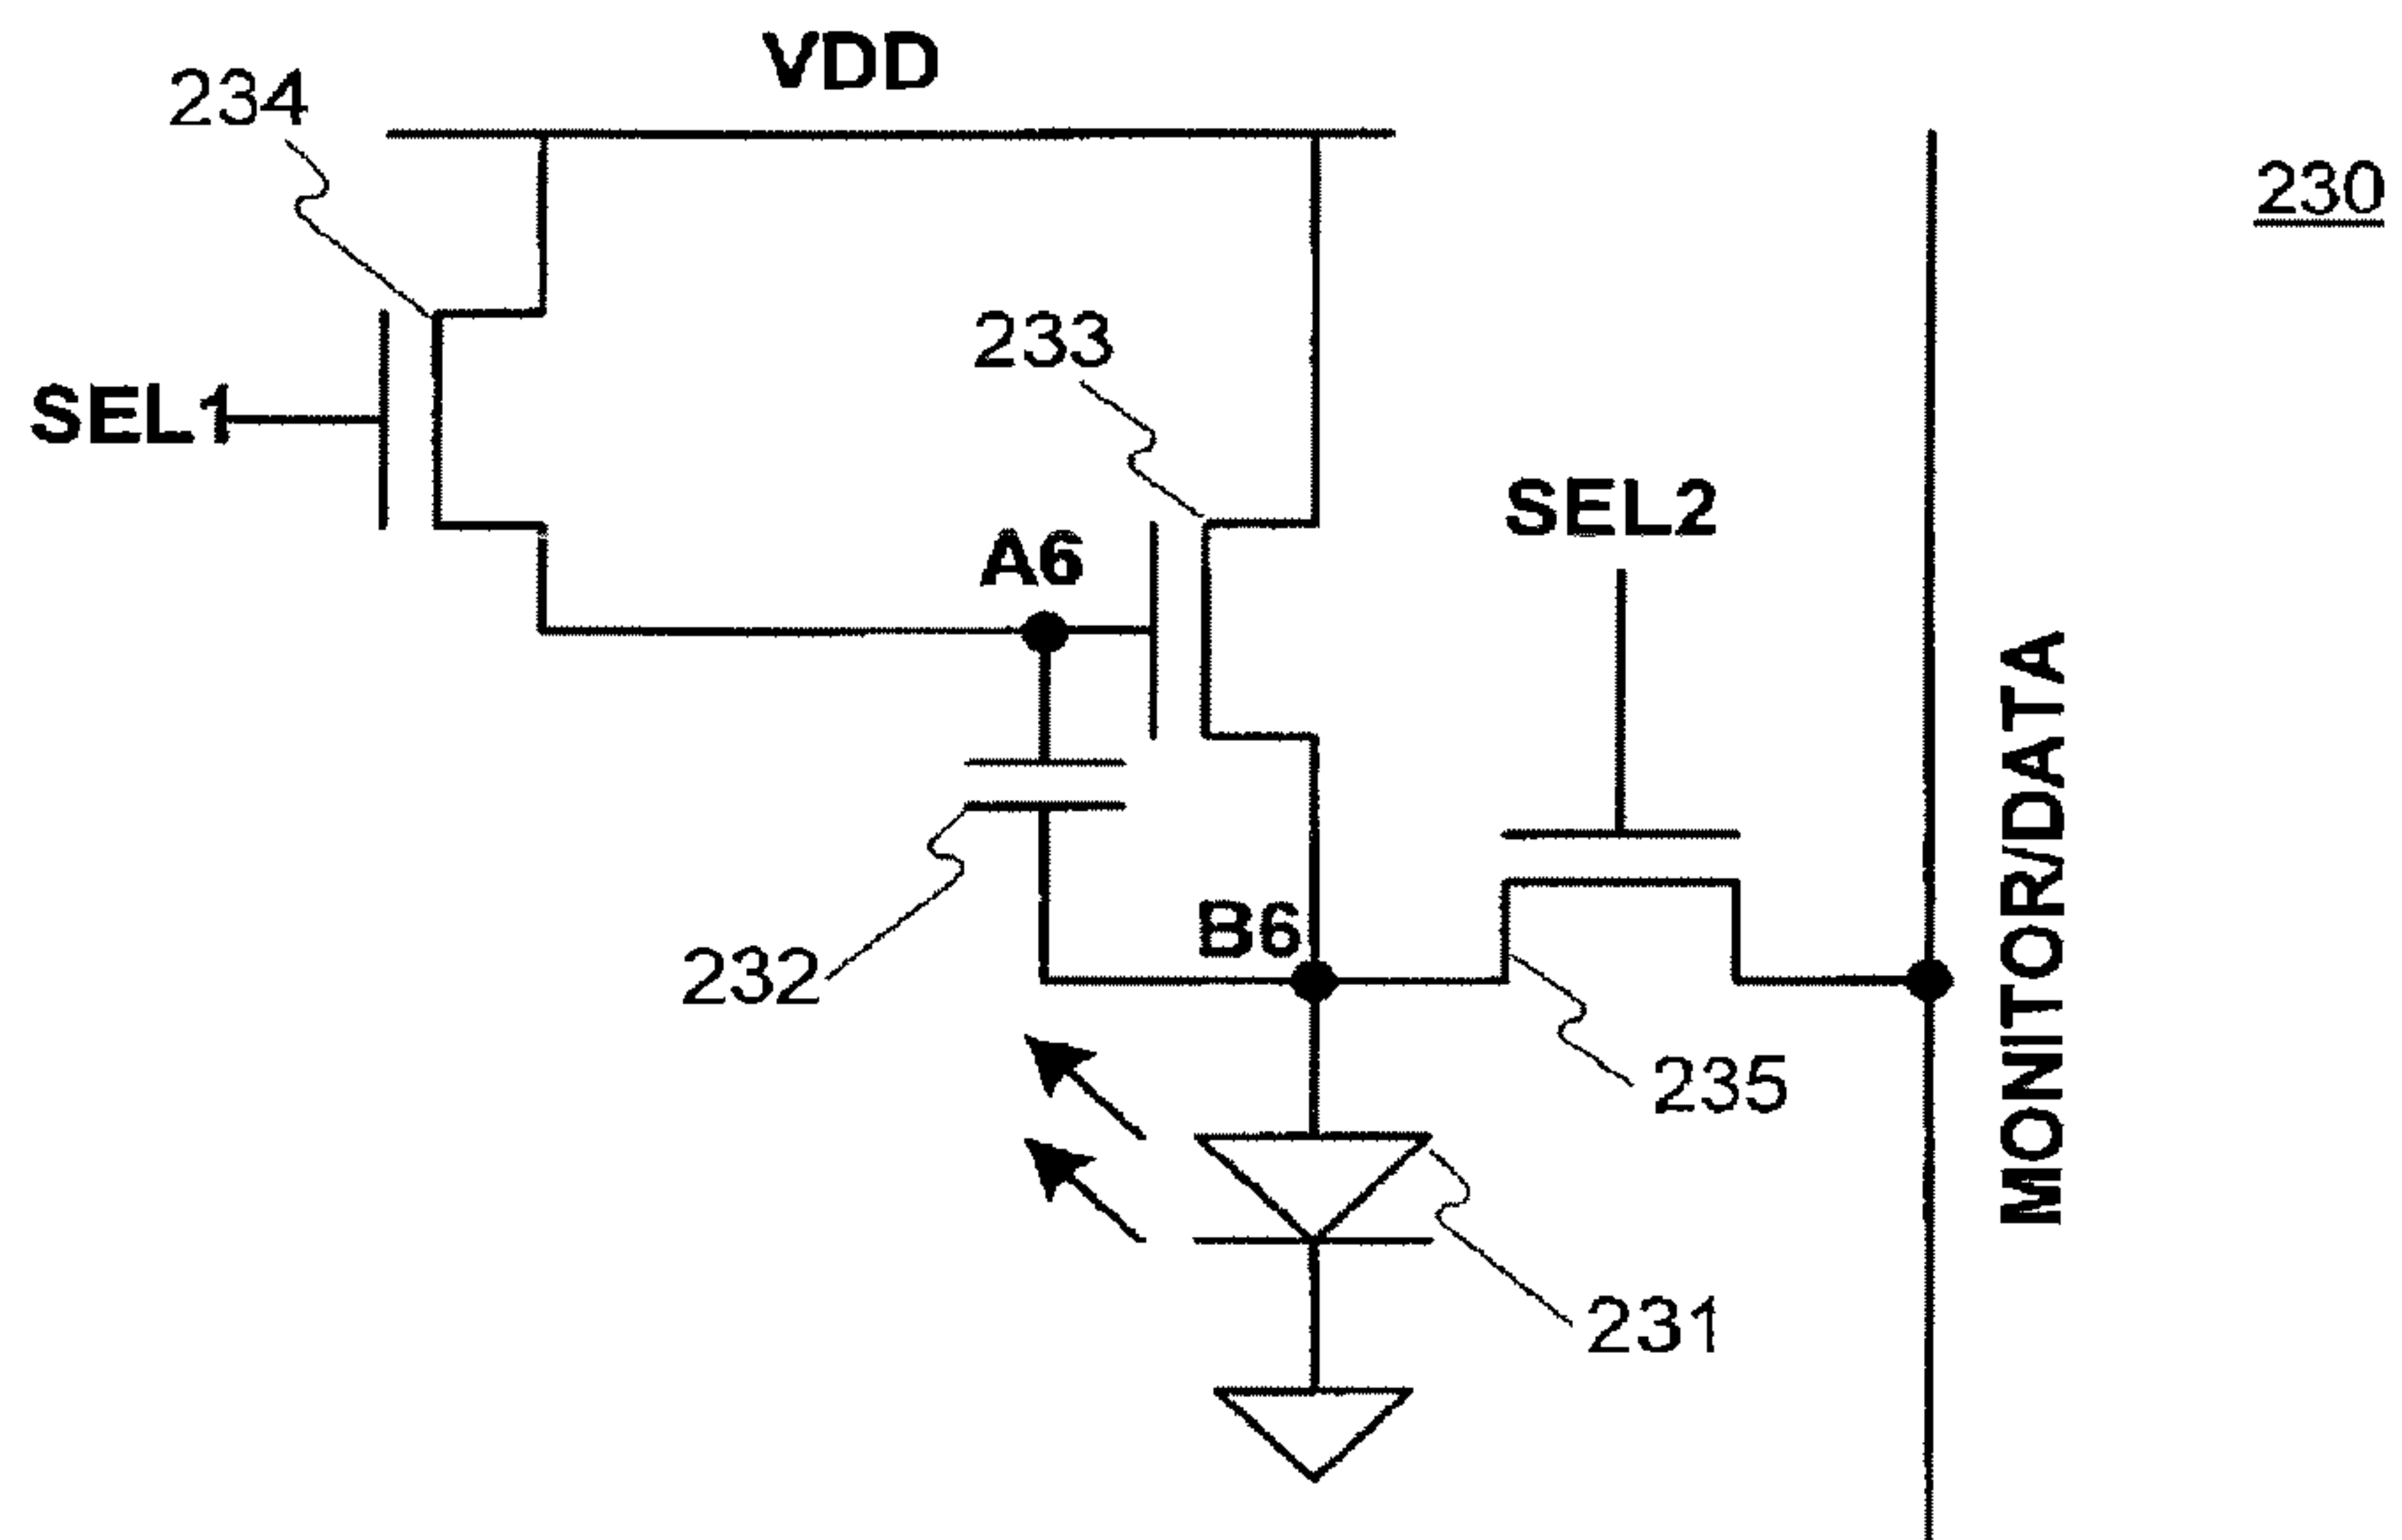 VDD
234
230
233
SEL1
SEL2
A6
MONITOR/DATA
B6
232
235
231